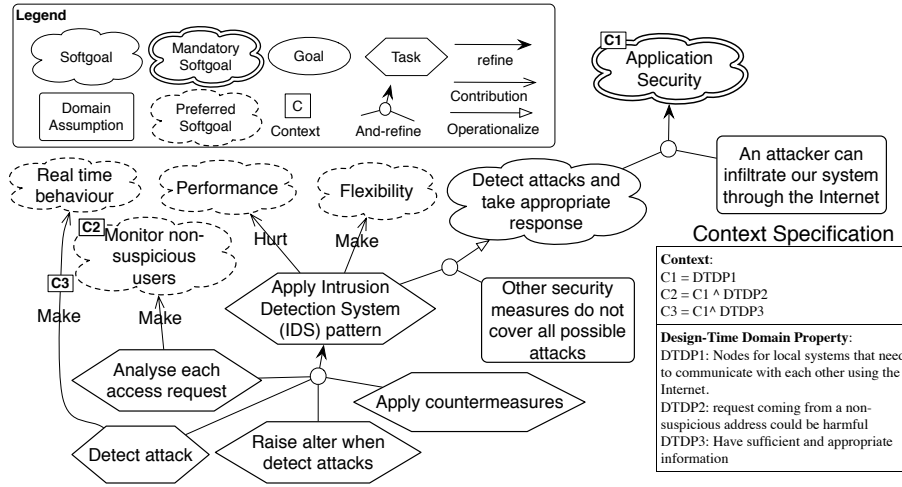 Legend
Softgoal
Mandatory
Softgoal
Goal
Task
refine
Contribution
Domain
Assumption
Preferred
Softgoal
C
Context
And-refine
Operationalize
C1
Application
Security
An attacker can
infiltrate our system
through the Internet
Real time
behaviour
Performance
Flexibility
Detect attacks and
take appropriate
response
C2
Monitor non-
suspicious
users
Hurt
Make
C3
Make
Make
Apply Intrusion
Detection System
(IDS) pattern
Other security
measures do not
cover all possible
attacks
Analyse each
access request
Apply countermeasures
Detect attack
Raise alter when
detect attacks
Context Specification
Context:
C1 = DTDP1
C2 = C1 ^ DTDP2
C3 = C1^ DTDP3
Design-Time Domain Property:
DTDP1: Nodes for local systems that need
to communicate with each other using the
Internet.
DTDP2: request coming from a non-
suspicious address could be harmful
DTDP3: Have sufficient and appropriate
information